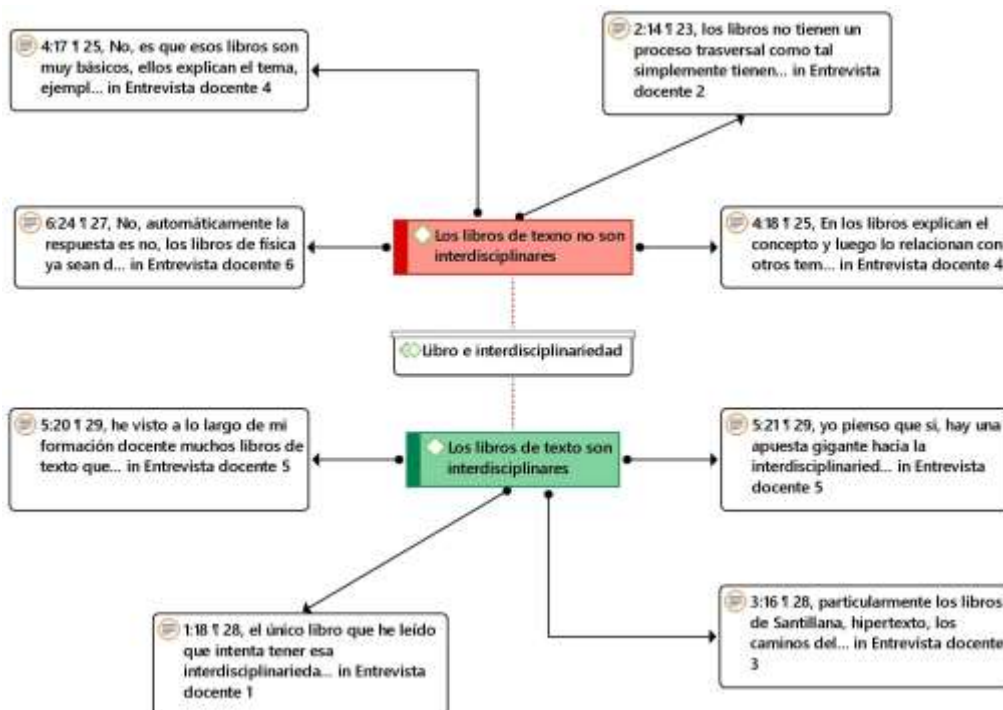 4:17 ¶ 25, No, es que esos libros son
muy básicos, ellos explican el tema,
ejempl... in Entrevista docente 4
2:14 ¶ 23, los libros no tienen un
proceso trasversal como tal
simplemente tienen... in Entrevista
docente 2
6:24 ¶ 27, No, automáticamente la
respuesta es no, los libros de física
ya sean d... in Entrevista docente 6
Los libros de texno no son
interdisciplinares
4:18 ¶ 25, En los libros explican el
concepto y luego lo relacionan con
otros tem... in Entrevista docente 4
Libro e interdisciplinariedad
5:20 ¶ 29, he visto a lo largo de mi
formación docente muchos libros de
texto que... in Entrevista docente 5
Los libros de texto son
interdisciplinares
5:21 ¶ 29, yo pienso que si, hay una
apuesta gigante hacia la
interdisciplinaried... in Entrevista
docente 5
1:18 ¶ 28, el único libro que he leído
que intenta tener esa
interdisciplinarieda... in Entrevista
docente 1
3:16 ¶ 28, particularmente los libros
de Santillana, hipertexto, los
caminos del... in Entrevista docente
3